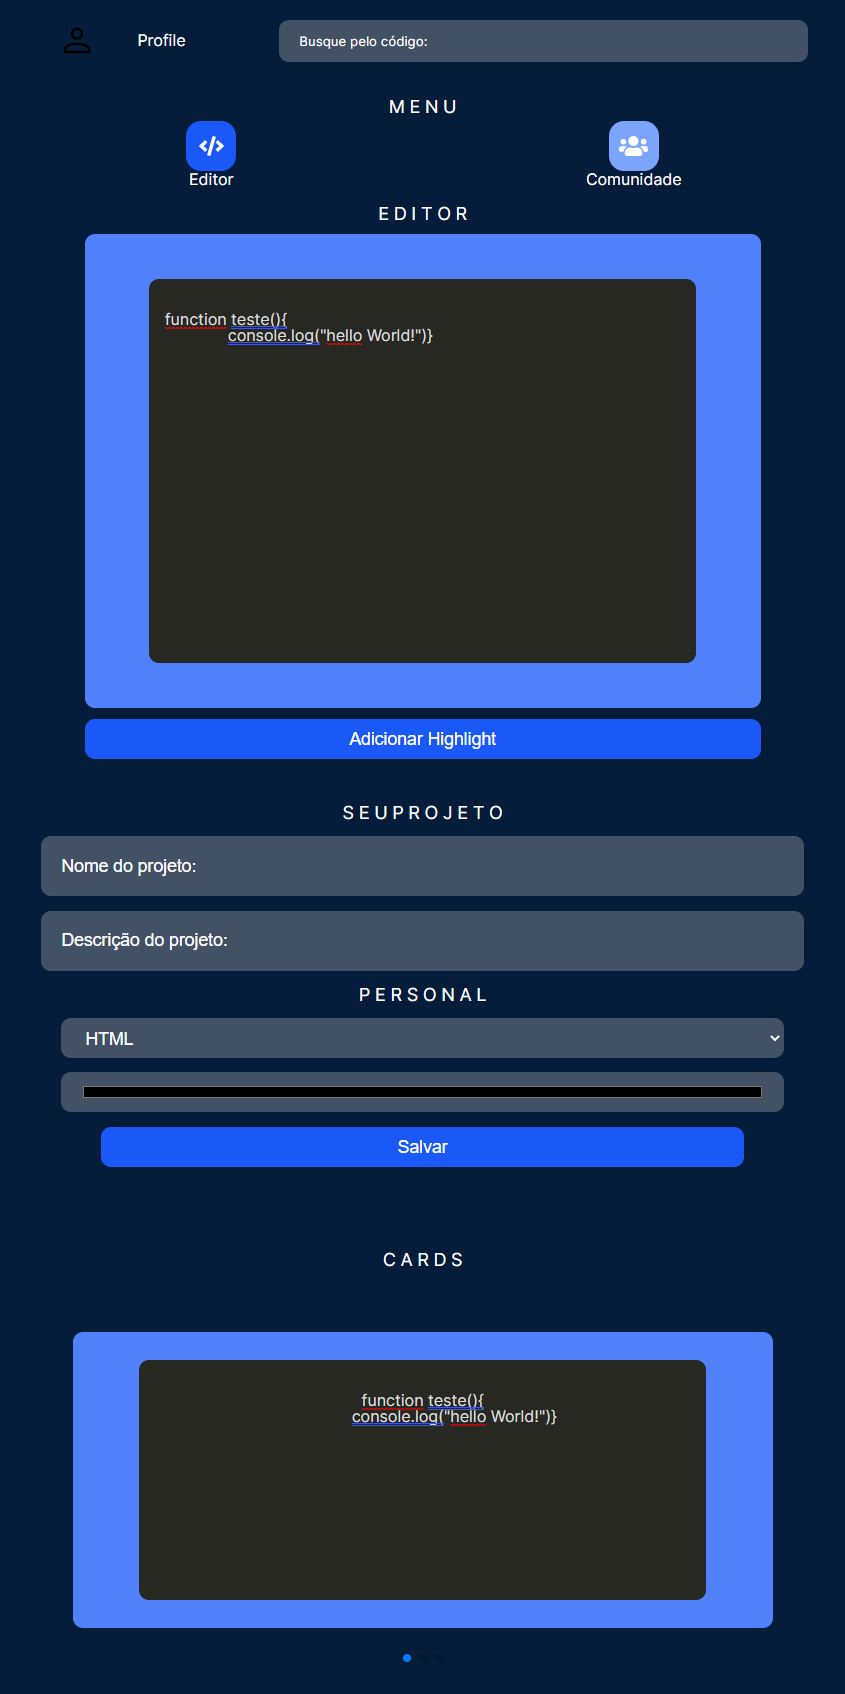 Profile
Busque pelo código:
MENU
Editor
Comunidade
EDITOR
function teste(){
console.log("hello World!")}
Adicionar Highlight
SEUPROJETO
Nome do projeto:
Descrição do projeto:
PERSONAL
HTML
Salvar
CARDS
function teste(){
console.log("hello World!")}